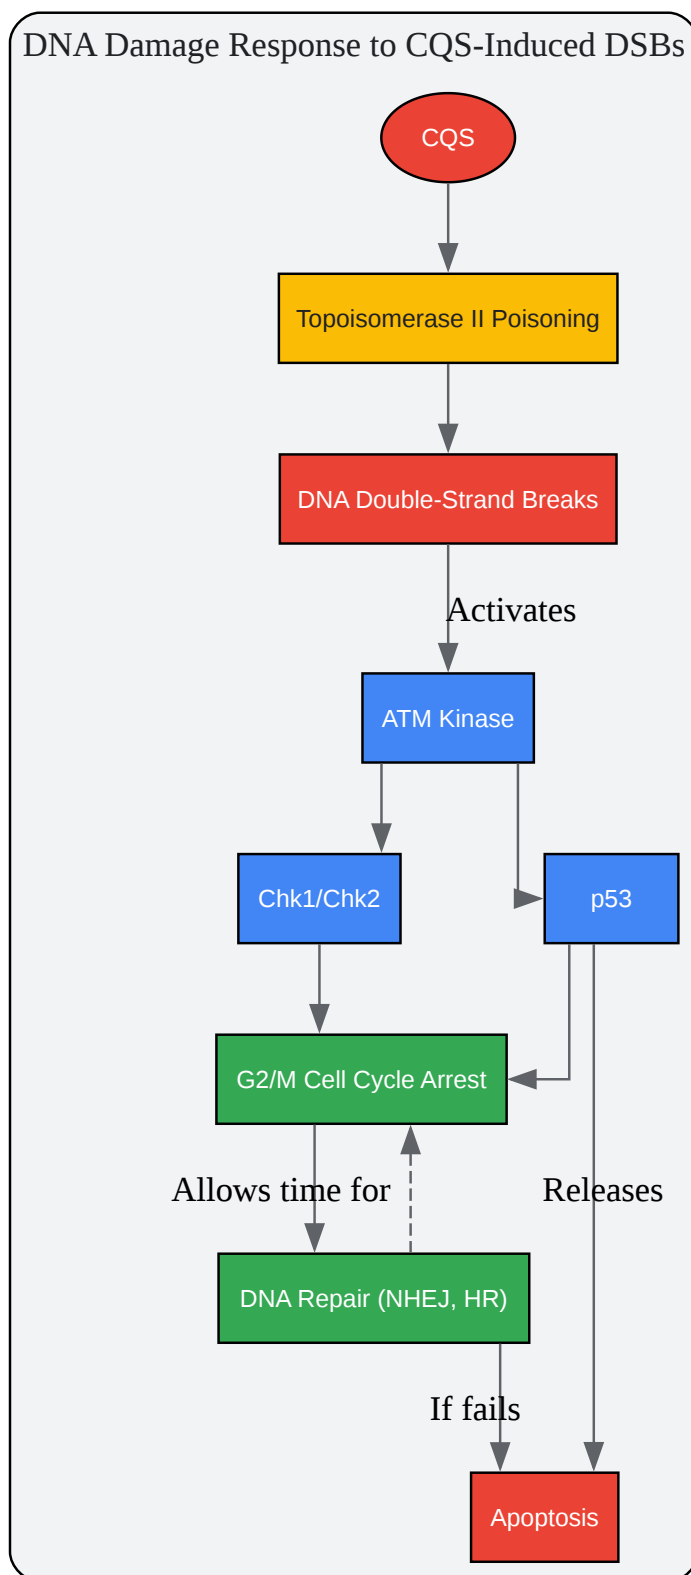 DNA Damage Response to CQS-Induced DSBs
CQS
Topoisomerase II Poisoning
DNA Double-Strand Breaks
Activates
ATM Kinase
Chk1/Chk2
p53
G2/M Cell Cycle Arrest
Allows time for
Releases
DNA Repair (NHEJ, HR)
If fails
Apoptosis